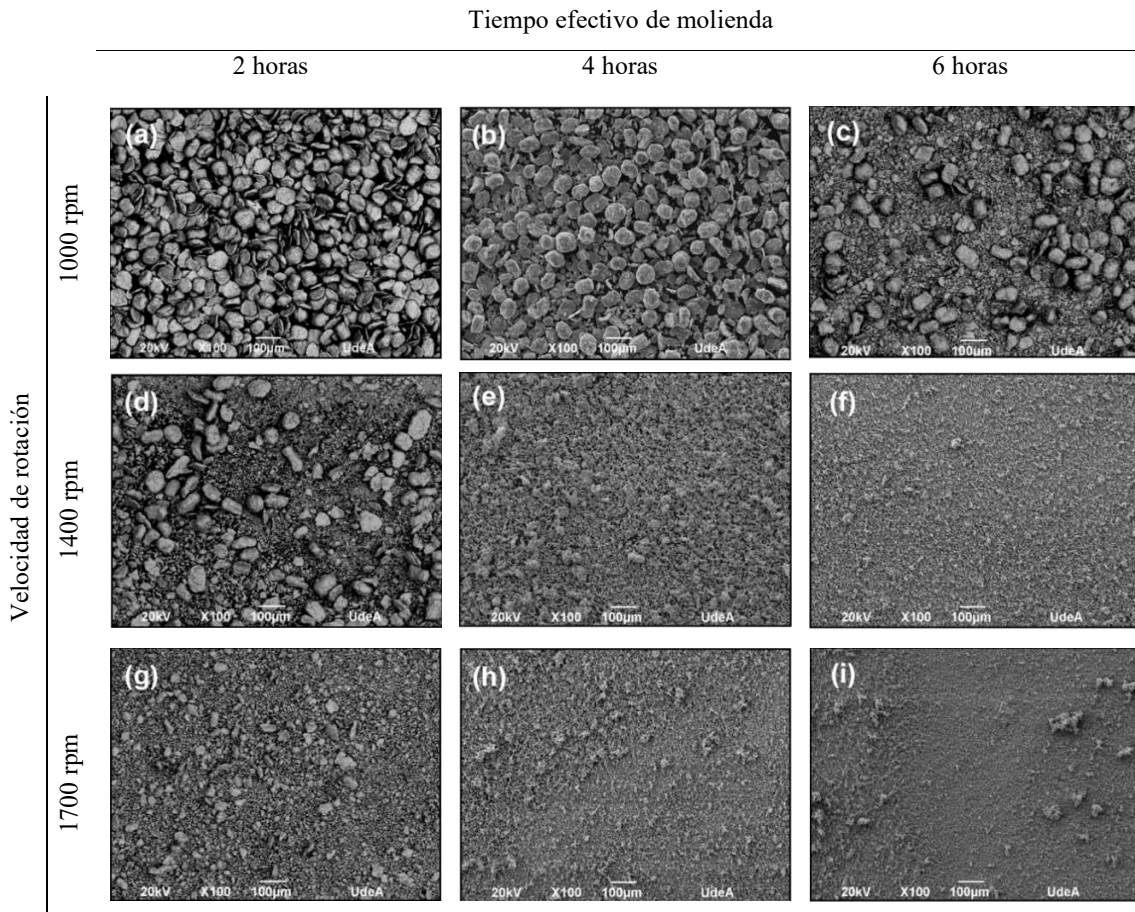 Tiempo efectivo de molienda
2 horas 4 horas 6 horas
Velocidad de rotación
1000 rpm
(a) (b) (c)
20kV X100 100µm UdeA 20kV X100 100µm UdeA 20kV X100 100µm UdeA
1400 rpm
(d) (e) (f)
20kV X100 100µm UdeA 20kV X100 100µm UdeA 20kV X100 100µm UdeA
1700 rpm
(g) (h) (i)
20kV X100 100µm UdeA 20kV X100 100µm UdeA 20kV X100 100µm UdeA